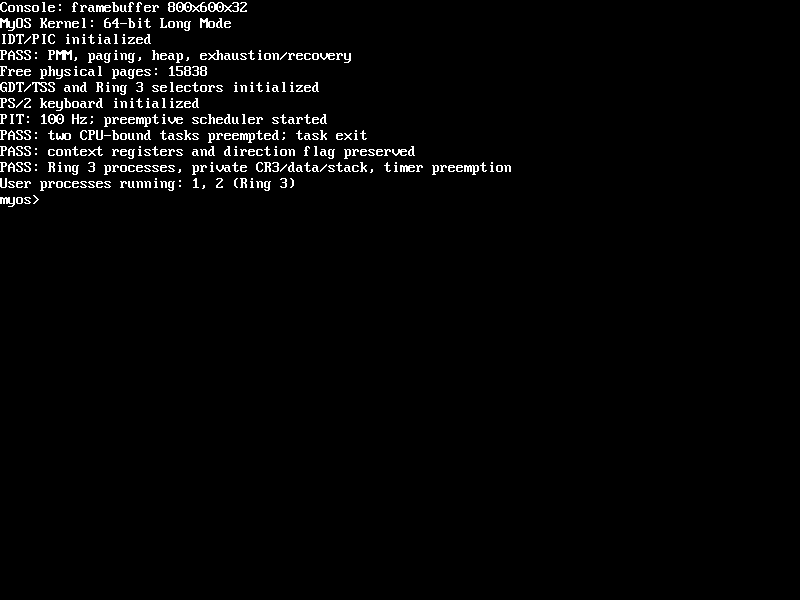 Console: framebuffer 800x600x32
MyOS Kernel: 64-bit Long Mode
IDT/PIC initialized
PASS: PMM, paging, heap, exhaustion/recovery
Free physical pages: 15838
GDT/TSS and Ring 3 selectors initialized
PS/2 keyboard initialized
PIT: 100 Hz; preemptive scheduler started
PASS: two CPU-bound tasks preempted; task exit
PASS: context registers and direction flag preserved
PASS: Ring 3 processes, private CR3/data/stack, timer preemption
User processes running: 1, 2 (Ring 3)
myos>